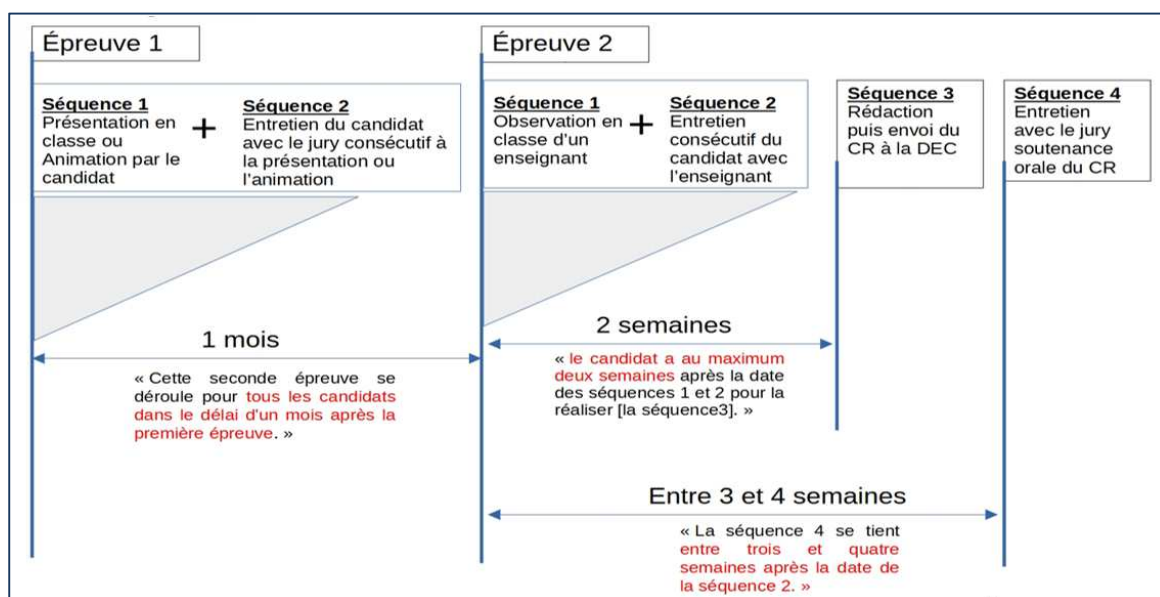 Épreuve 1
Épreuve 2
Séquence 1
Présentation en
classe ou
Animation par le
candidat
+
Séquence 2
Entretien du candidat
avec le jury consécutif à
la présentation ou
l'animation
Séquence 1
Observation en
classe d'un
enseignant
+
Séquence 2
Entretien
consécutif du
candidat avec
l'enseignant
Séquence 3
Rédaction
puis envoi du
CR à la DEC
Séquence 4
Entretien
avec le jury
soutenance
orale du CR
1 mois
« Cette seconde épreuve se
déroule pour tous les candidats
dans le délai d'un mois après la
première épreuve. »
2 semaines
« le candidat a au maximum
deux semaines après la date
des séquences 1 et 2 pour la
réaliser [la séquence3]. »
Entre 3 et 4 semaines
« La séquence 4 se tient
entre trois et quatre
semaines après la date de
la séquence 2. »